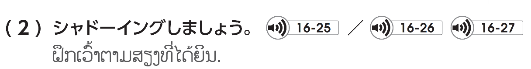 (2) シャドーイングしましょう。 16-25 ／ 16-26 16-27
ຝຶກເວົ້າຕາມສຽງທີ່ໄດ້ຍິນ.